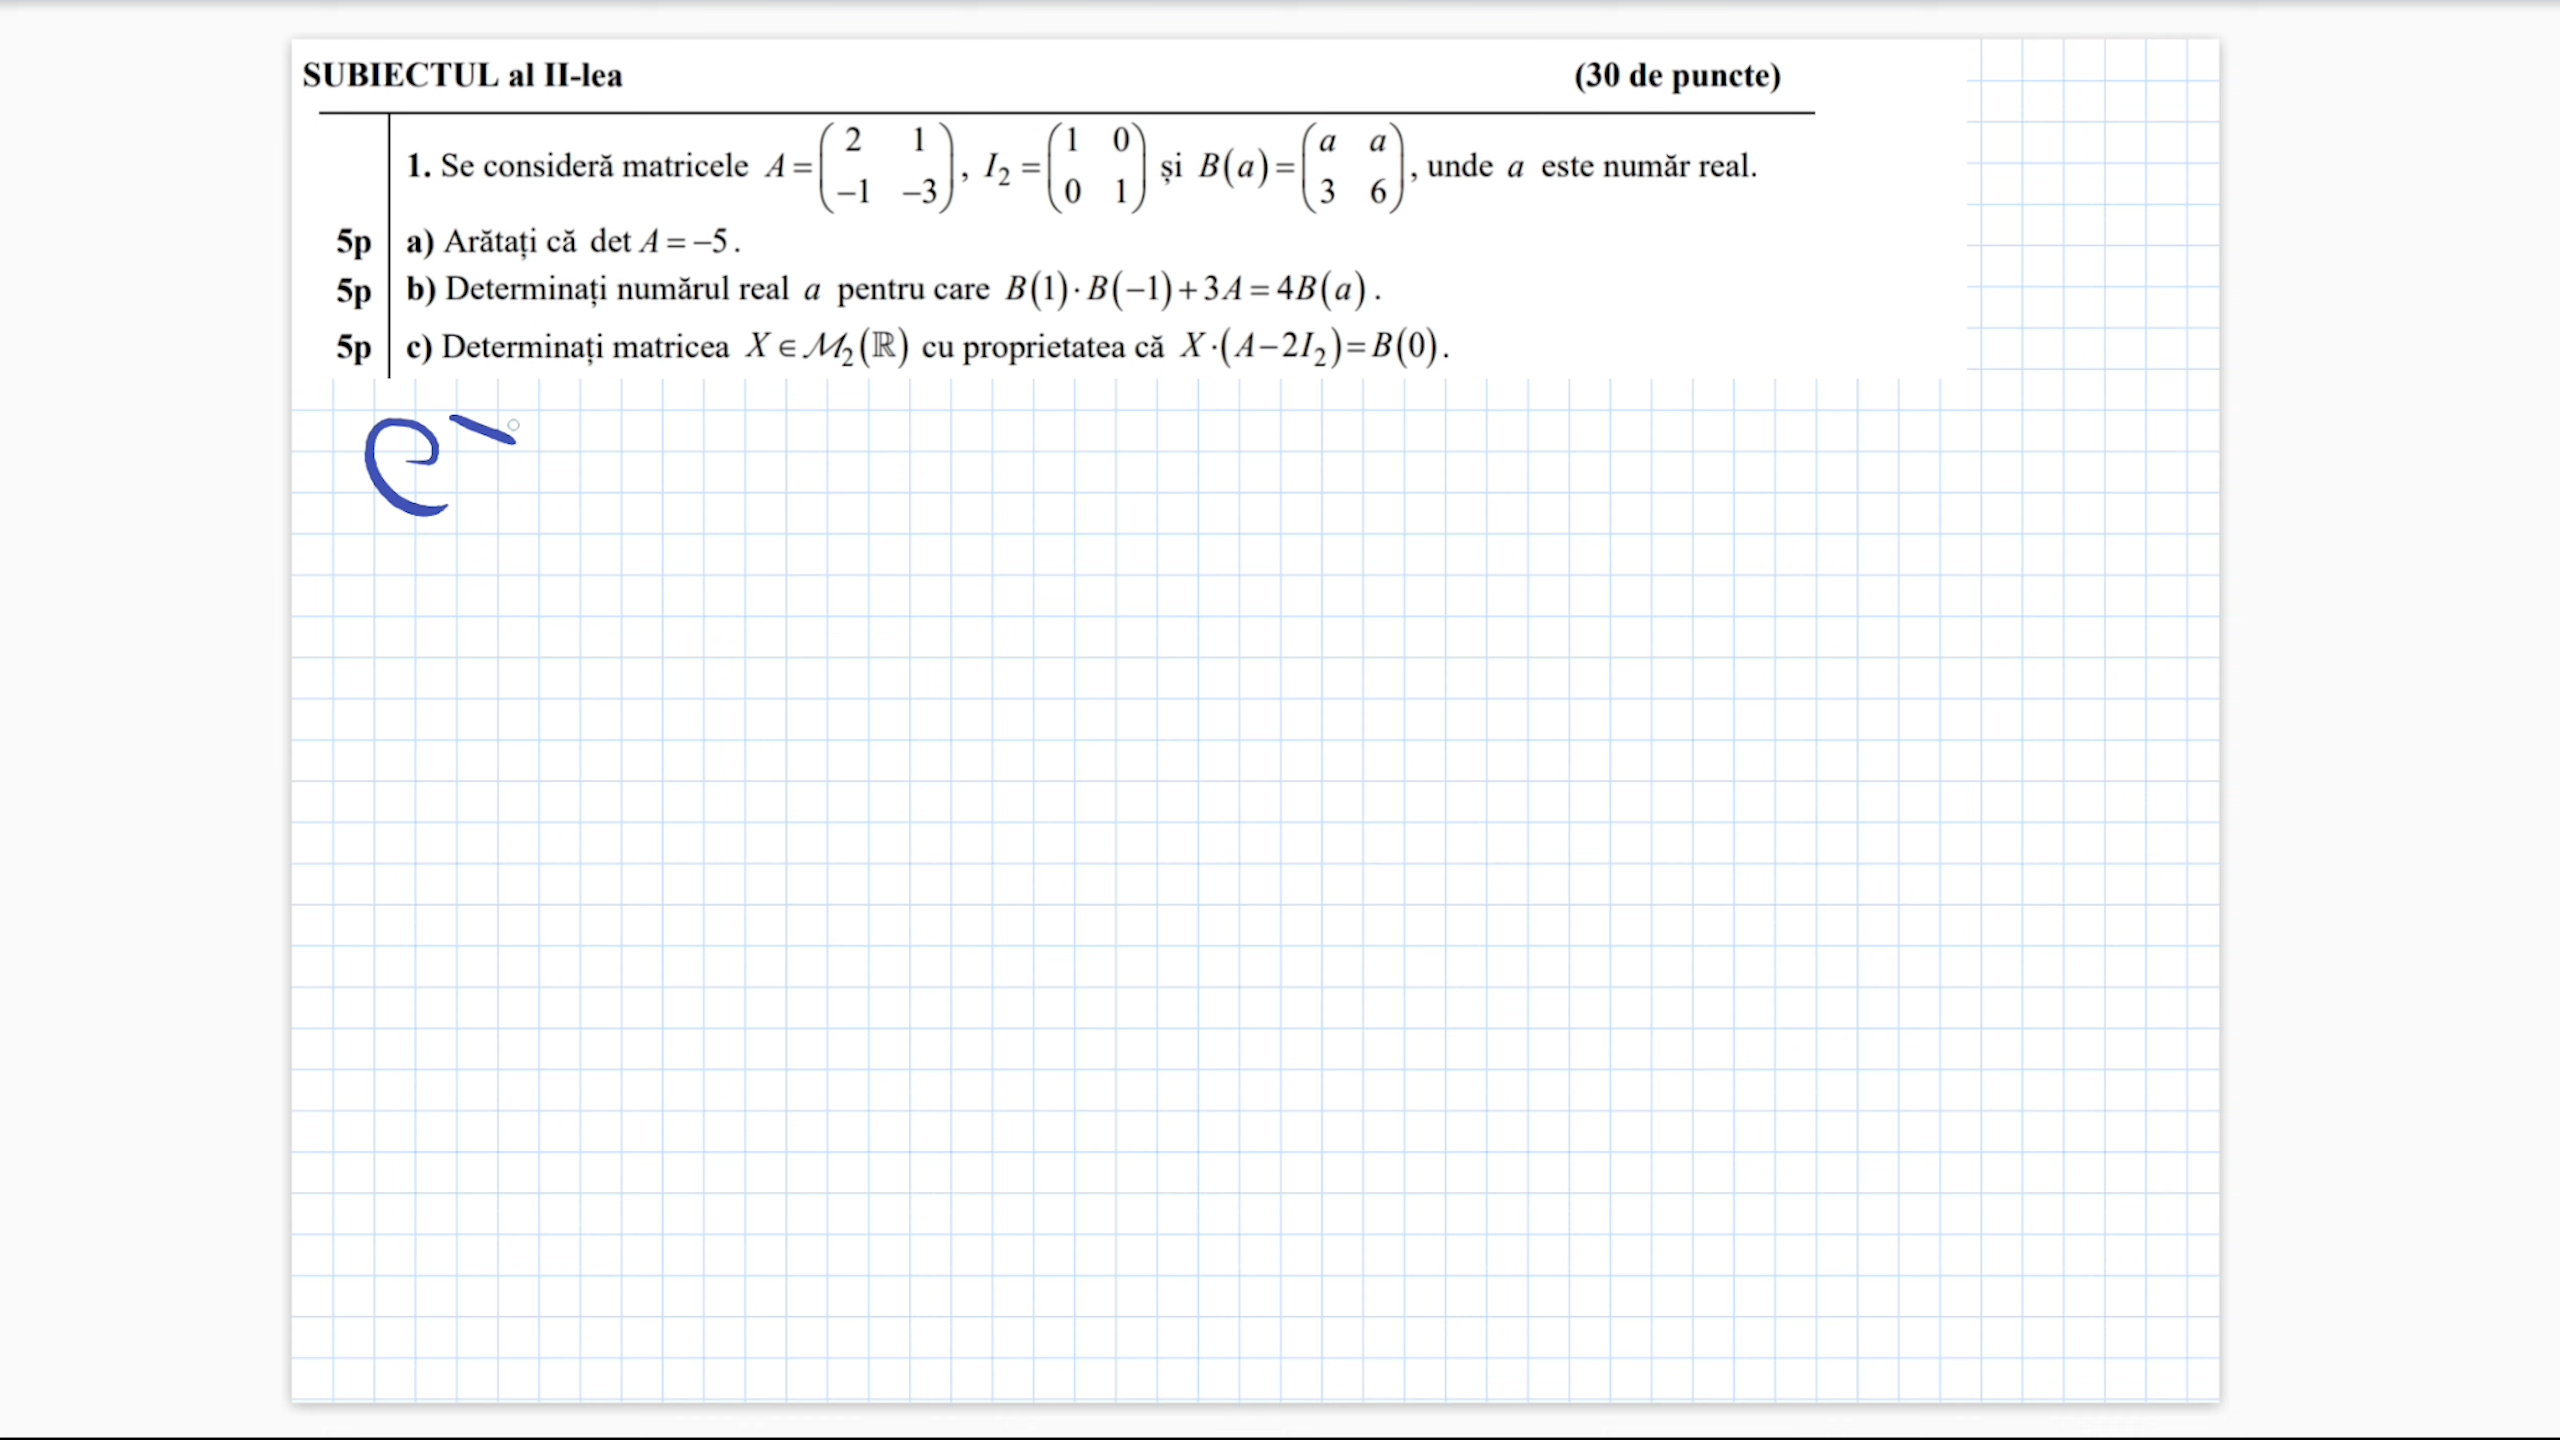 SUBIECTUL al II-lea (30 de puncte)
1. Se consideră matricele A = (2 1; −1 −3), I₂ = (1 0; 0 1) și B(a) = (a a; 3 6), unde a este număr real.
5p a) Arătați că det A = −5.
5p b) Determinați numărul real a pentru care B(1)·B(−1)+3A = 4B(a).
5p c) Determinați matricea X ∈ ℳ₂(ℝ) cu proprietatea că X·(A−2I₂) = B(0).
e